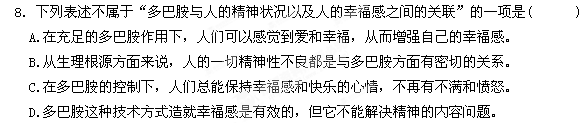 8. 下列表述不属于“多巴胺与人的精神状况以及人的幸福感之间的关联”的一项是(　　)
A.在充足的多巴胺作用下，人们可以感觉到爱和幸福，从而增强自己的幸福感。
B.从生理根源方面来说，人的一切精神性不良都是与多巴胺方面有密切的关系。
C.在多巴胺的控制下，人们总能保持幸福感和快乐的心情，不再有不满和愤怒。
D.多巴胺这种技术方式造就幸福感是有效的，但它不能解决精神的内容问题。